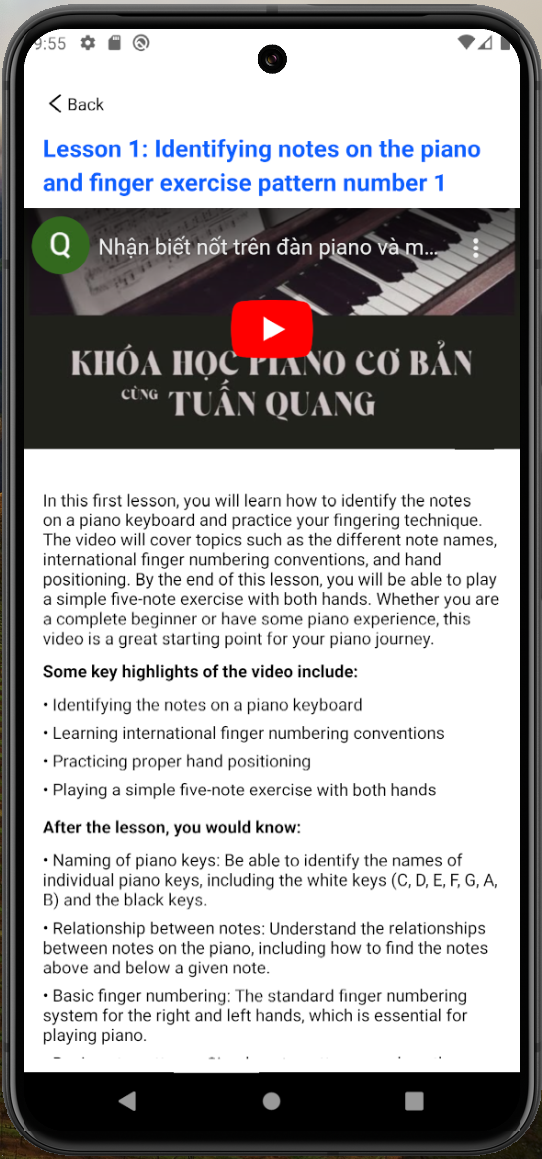 9:55
Back
Lesson 1: Identifying notes on the piano
and finger exercise pattern number 1
Q
Nhận biết nốt trên đàn piano và m...
KHÓA HỌC PIANO CƠ BẢN
CÙNG TUẤN QUANG
In this first lesson, you will learn how to identify the notes
on a piano keyboard and practice your fingering technique.
The video will cover topics such as the different note names,
international finger numbering conventions, and hand
positioning. By the end of this lesson, you will be able to play
a simple five-note exercise with both hands. Whether you are
a complete beginner or have some piano experience, this
video is a great starting point for your piano journey.
Some key highlights of the video include:
• Identifying the notes on a piano keyboard
• Learning international finger numbering conventions
• Practicing proper hand positioning
• Playing a simple five-note exercise with both hands
After the lesson, you would know:
• Naming of piano keys: Be able to identify the names of
individual piano keys, including the white keys (C, D, E, F, G, A,
B) and the black keys.
• Relationship between notes: Understand the relationships
between notes on the piano, including how to find the notes
above and below a given note.
• Basic finger numbering: The standard finger numbering
system for the right and left hands, which is essential for
playing piano.